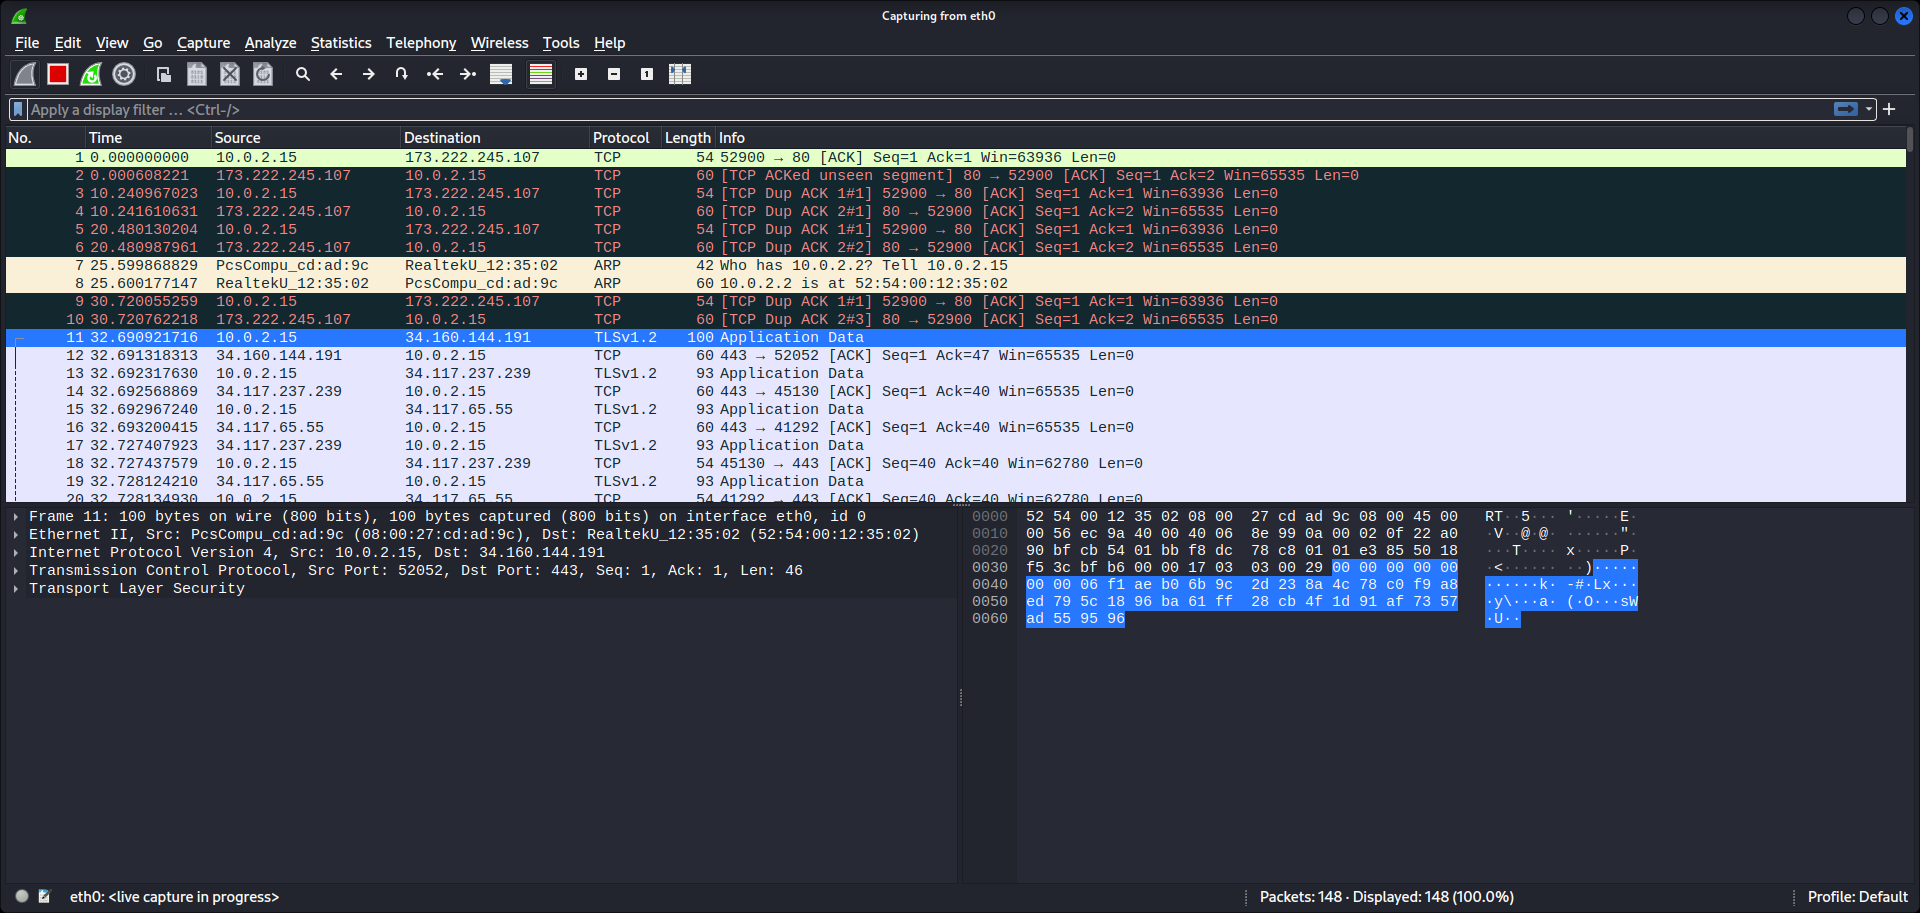 Capturing from eth0
File Edit View Go Capture Analyze Statistics Telephony Wireless Tools Help
Apply a display filter … <Ctrl-/>
No. Time Source Destination Protocol Length Info
1 0.000000000 10.0.2.15 173.222.245.107 TCP 54 52900 → 80 [ACK] Seq=1 Ack=1 Win=63936 Len=0
2 0.000608221 173.222.245.107 10.0.2.15 TCP 60 [TCP ACKed unseen segment] 80 → 52900 [ACK] Seq=1 Ack=2 Win=65535 Len=0
3 10.240967023 10.0.2.15 173.222.245.107 TCP 54 [TCP Dup ACK 1#1] 52900 → 80 [ACK] Seq=1 Ack=1 Win=63936 Len=0
4 10.241610631 173.222.245.107 10.0.2.15 TCP 60 [TCP Dup ACK 2#1] 80 → 52900 [ACK] Seq=1 Ack=2 Win=65535 Len=0
5 20.480130204 10.0.2.15 173.222.245.107 TCP 54 [TCP Dup ACK 1#1] 52900 → 80 [ACK] Seq=1 Ack=1 Win=63936 Len=0
6 20.480987961 173.222.245.107 10.0.2.15 TCP 60 [TCP Dup ACK 2#2] 80 → 52900 [ACK] Seq=1 Ack=2 Win=65535 Len=0
7 25.599868829 PcsCompu_cd:ad:9c RealtekU_12:35:02 ARP 42 Who has 10.0.2.2? Tell 10.0.2.15
8 25.600177147 RealtekU_12:35:02 PcsCompu_cd:ad:9c ARP 60 10.0.2.2 is at 52:54:00:12:35:02
9 30.720055259 10.0.2.15 173.222.245.107 TCP 54 [TCP Dup ACK 1#1] 52900 → 80 [ACK] Seq=1 Ack=1 Win=63936 Len=0
10 30.720762218 173.222.245.107 10.0.2.15 TCP 60 [TCP Dup ACK 2#3] 80 → 52900 [ACK] Seq=1 Ack=2 Win=65535 Len=0
11 32.690921716 10.0.2.15 34.160.144.191 TLSv1.2 100 Application Data
12 32.691318313 34.160.144.191 10.0.2.15 TCP 60 443 → 52052 [ACK] Seq=1 Ack=47 Win=65535 Len=0
13 32.692317630 10.0.2.15 34.117.237.239 TLSv1.2 93 Application Data
14 32.692568869 34.117.237.239 10.0.2.15 TCP 60 443 → 45130 [ACK] Seq=1 Ack=40 Win=65535 Len=0
15 32.692967240 10.0.2.15 34.117.65.55 TLSv1.2 93 Application Data
16 32.693200415 34.117.65.55 10.0.2.15 TCP 60 443 → 41292 [ACK] Seq=1 Ack=40 Win=65535 Len=0
17 32.727407923 34.117.237.239 10.0.2.15 TLSv1.2 93 Application Data
18 32.727437579 10.0.2.15 34.117.237.239 TCP 54 45130 → 443 [ACK] Seq=40 Ack=40 Win=62780 Len=0
19 32.728124210 34.117.65.55 10.0.2.15 TLSv1.2 93 Application Data
20 32.728134930 10.0.2.15 34.117.65.55 TCP 54 41292 → 443 [ACK] Seq=40 Ack=40 Win=62780 Len=0
Frame 11: 100 bytes on wire (800 bits), 100 bytes captured (800 bits) on interface eth0, id 0
Ethernet II, Src: PcsCompu_cd:ad:9c (08:00:27:cd:ad:9c), Dst: RealtekU_12:35:02 (52:54:00:12:35:02)
Internet Protocol Version 4, Src: 10.0.2.15, Dst: 34.160.144.191
Transmission Control Protocol, Src Port: 52052, Dst Port: 443, Seq: 1, Ack: 1, Len: 46
Transport Layer Security
0000 52 54 00 12 35 02 08 00 27 cd ad 9c 08 00 45 00 RT··5··· '·····E·
0010 00 56 ec 9a 40 00 40 06 8e 99 0a 00 02 0f 22 a0 ·V··@·@· ······"·
0020 90 bf cb 54 01 bb f8 dc 78 c8 01 01 e3 85 50 18 ···T···· x·····P·
0030 f5 3c bf b6 00 00 17 03 03 00 29 00 00 00 00 00 ·<······ ··)·····
0040 00 00 06 f1 ae b0 6b 9c 2d 23 8a 4c 78 c0 f9 a8 ······k· -#·Lx···
0050 ed 79 5c 18 96 ba 61 ff 28 cb 4f 1d 91 af 73 57 ·y\···a· (·O···sW
0060 ad 55 95 96 ·U··
eth0: <live capture in progress>
Packets: 148 · Displayed: 148 (100.0%)
Profile: Default